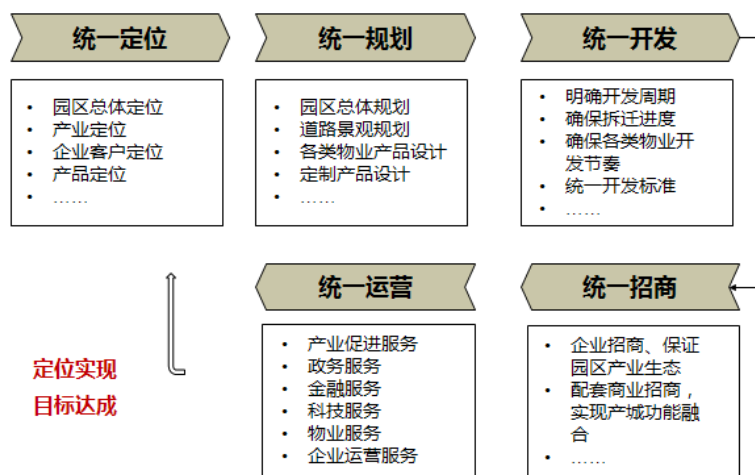 统一定位
• 园区总体定位
• 产业定位
• 企业客户定位
• 产品定位
• ……
统一规划
• 园区总体规划
• 道路景观规划
• 各类物业产品设计
• 定制产品设计
• ……
统一开发
• 明确开发周期
• 确保拆迁进度
• 确保各类物业开
发节奏
• 统一开发标准
• ……
统一招商
• 企业招商、保证
园区产业生态
• 配套商业招商，
实现产城功能融
合
• ……
统一运营
• 产业促进服务
• 政务服务
• 金融服务
• 科技服务
• 物业服务
• 企业运营服务
定位实现
目标达成